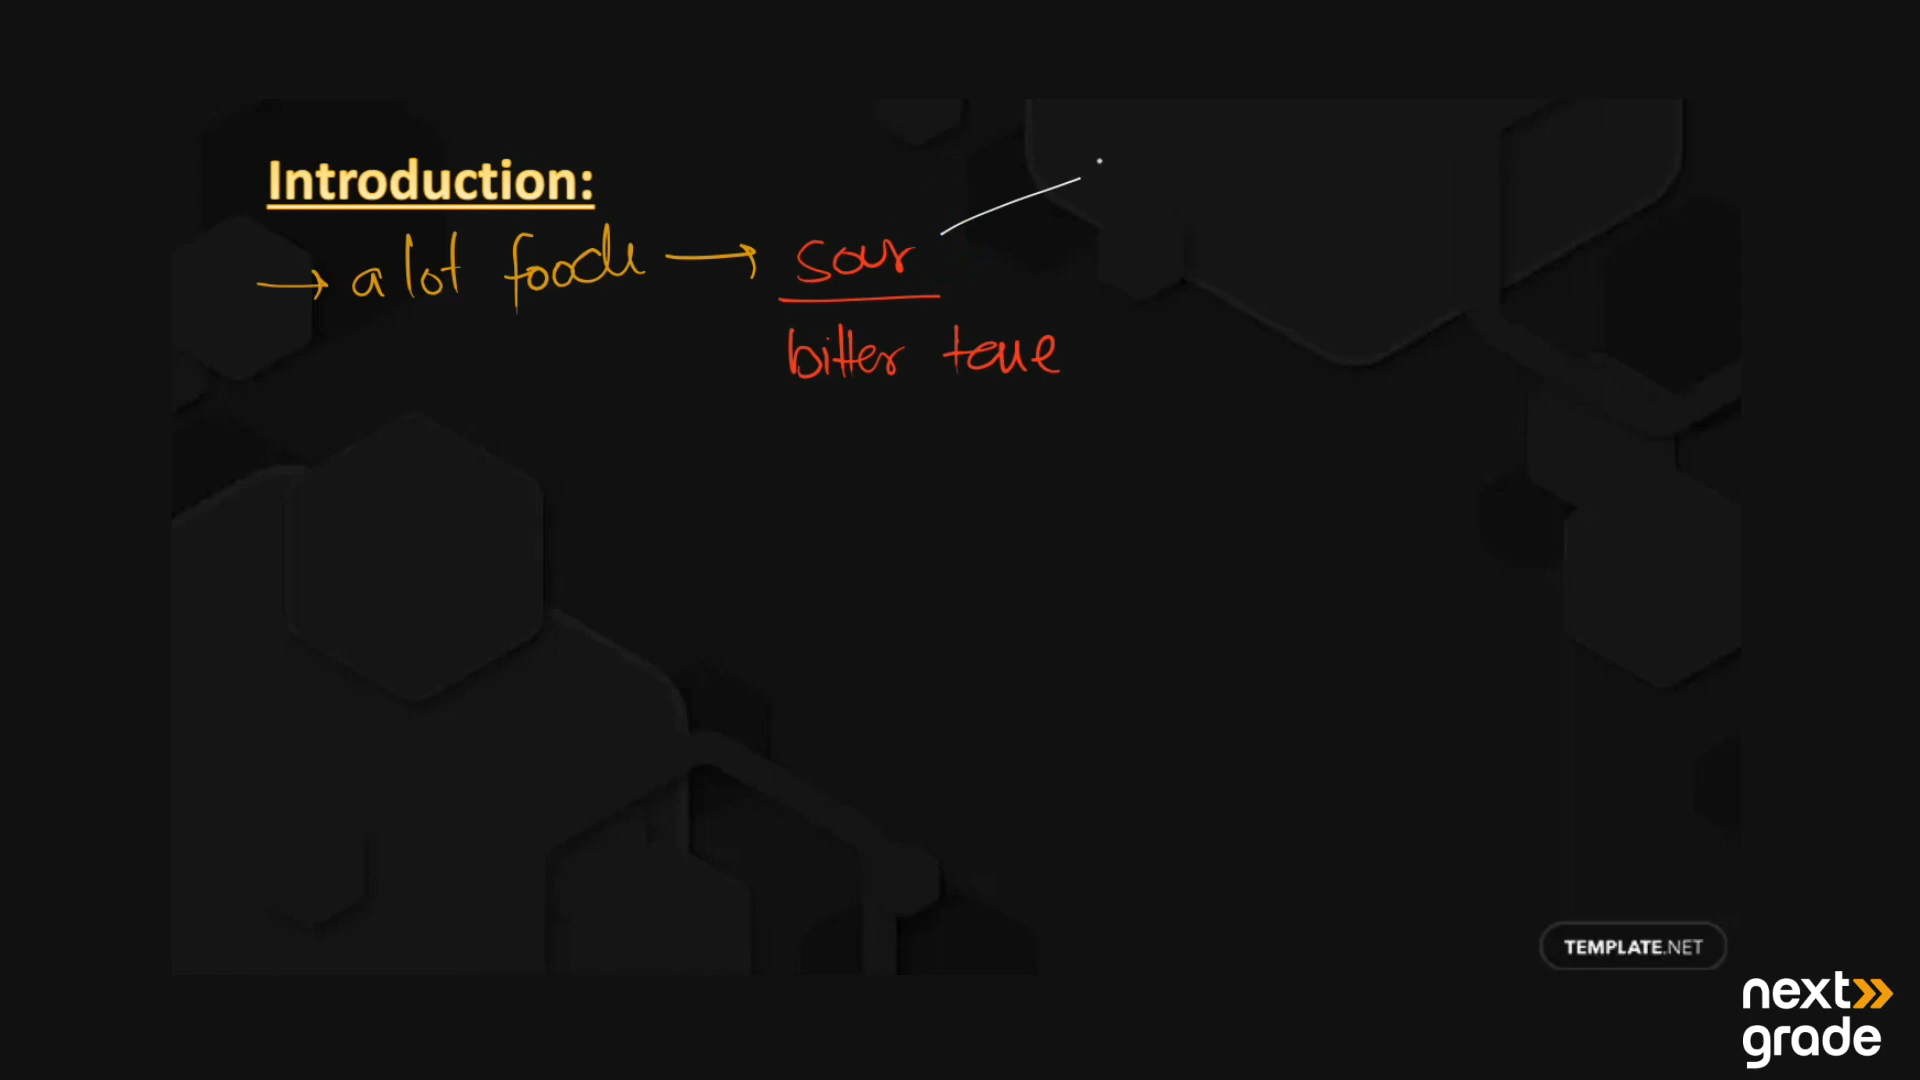 Introduction:
→ a lot foods → sour
bitter taste
TEMPLATE.NET
next
grade